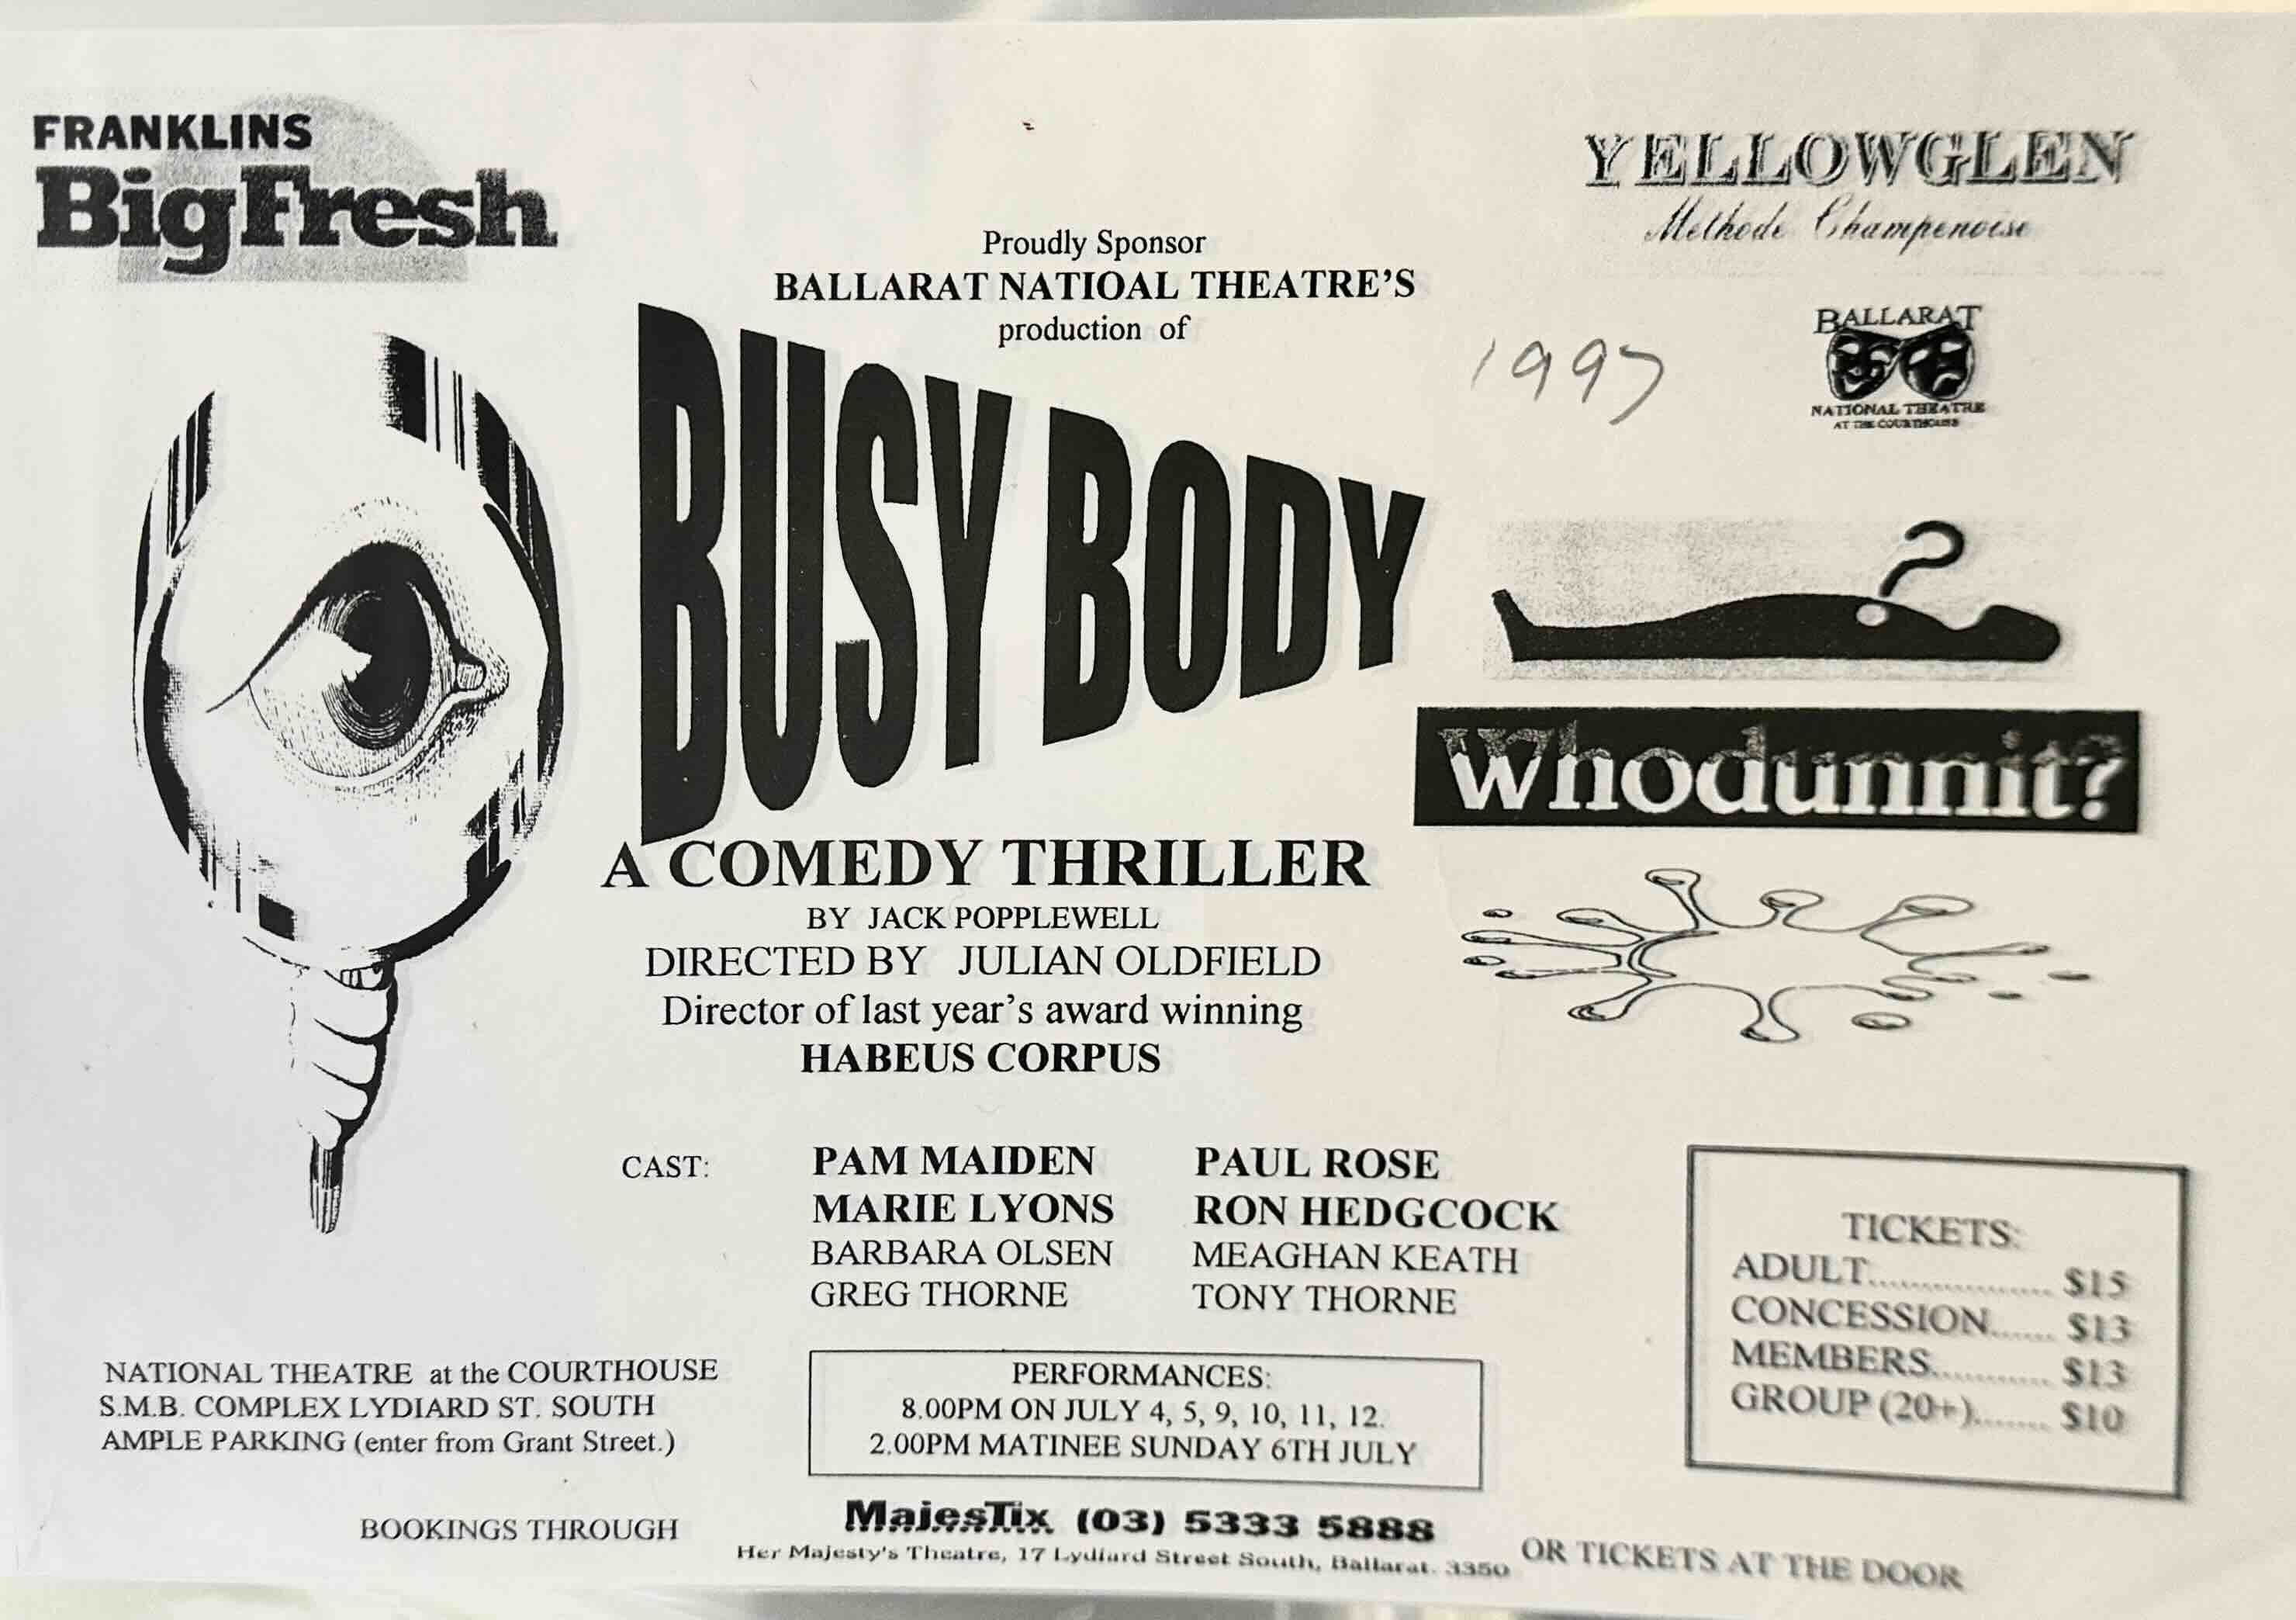 FRANKLINS
BigFresh
YELLOWGLEN
Methode Champenoise
Proudly Sponsor
BALLARAT NATIOAL THEATRE'S
production of
1997
BALLARAT
NATIONAL THEATRE
AT THE COURTHOUSE
BUSY BODY
Whodunnit?
A COMEDY THRILLER
BY JACK POPPLEWELL
DIRECTED BY JULIAN OLDFIELD
Director of last year's award winning
HABEUS CORPUS
CAST:
PAM MAIDEN PAUL ROSE
MARIE LYONS RON HEDGCOCK
BARBARA OLSEN MEAGHAN KEATH
GREG THORNE TONY THORNE
TICKETS:
ADULT.................. $15
CONCESSION...... $13
MEMBERS............ $13
GROUP (20+)....... $10
NATIONAL THEATRE at the COURTHOUSE
S.M.B. COMPLEX LYDIARD ST. SOUTH
AMPLE PARKING (enter from Grant Street.)
PERFORMANCES:
8.00PM ON JULY 4, 5, 9, 10, 11, 12.
2.00PM MATINEE SUNDAY 6TH JULY
BOOKINGS THROUGH
MajesTix (03) 5333 5888
Her Majesty's Theatre, 17 Lydiard Street South, Ballarat. 3350
OR TICKETS AT THE DOOR